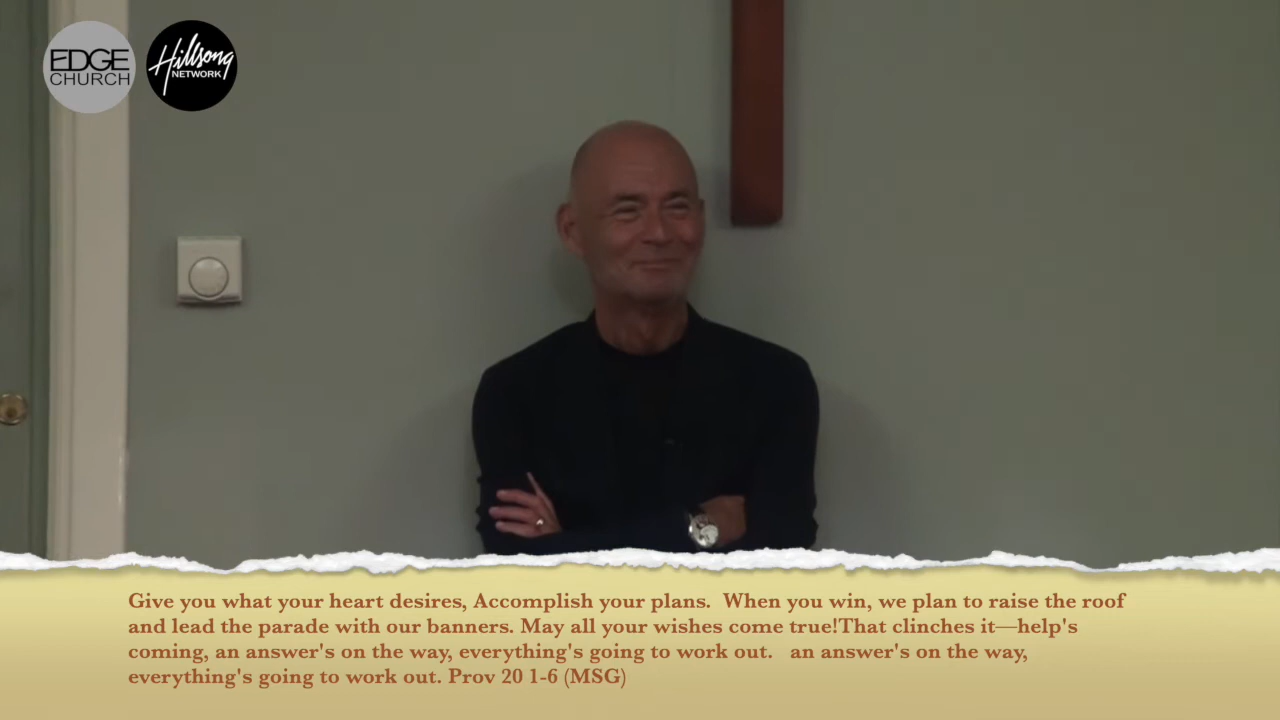 EDGE
CHURCH
Hillsong
NETWORK
Give you what your heart desires, Accomplish your plans.  When you win, we plan to raise the roof
and lead the parade with our banners. May all your wishes come true!That clinches it—help's
coming, an answer's on the way, everything's going to work out.   an answer's on the way,
everything's going to work out. Prov 20 1-6 (MSG)